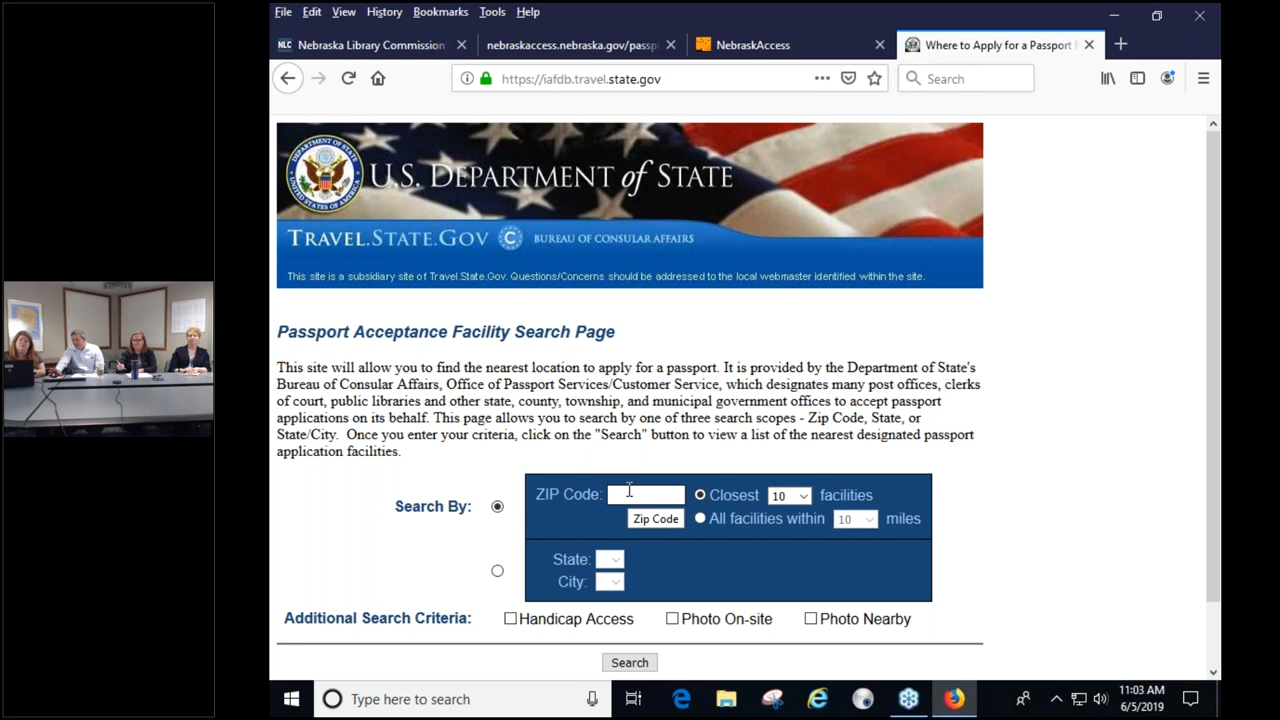 File Edit View History Bookmarks Tools Help
NLC Nebraska Library Commission
nebraskaccess.nebraska.gov/passp
NebraskAccess
Where to Apply for a Passport
https://iafdb.travel.state.gov
Search
U.S. DEPARTMENT of STATE
TRAVEL.STATE.GOV C BUREAU OF CONSULAR AFFAIRS
This site is a subsidiary site of Travel.State.Gov. Questions/Concerns should be addressed to the local webmaster identified within the site.
Passport Acceptance Facility Search Page
This site will allow you to find the nearest location to apply for a passport. It is provided by the Department of State's
Bureau of Consular Affairs, Office of Passport Services/Customer Service, which designates many post offices, clerks
of court, public libraries and other state, county, township, and municipal government offices to accept passport
applications on its behalf. This page allows you to search by one of three search scopes - Zip Code, State, or
State/City. Once you enter your criteria, click on the "Search" button to view a list of the nearest designated passport
application facilities.
Search By:
ZIP Code:
Closest 10 facilities
Zip Code
All facilities within 10 miles
State:
City:
Additional Search Criteria: Handicap Access Photo On-site Photo Nearby
Search
Type here to search
11:03 AM
6/5/2019